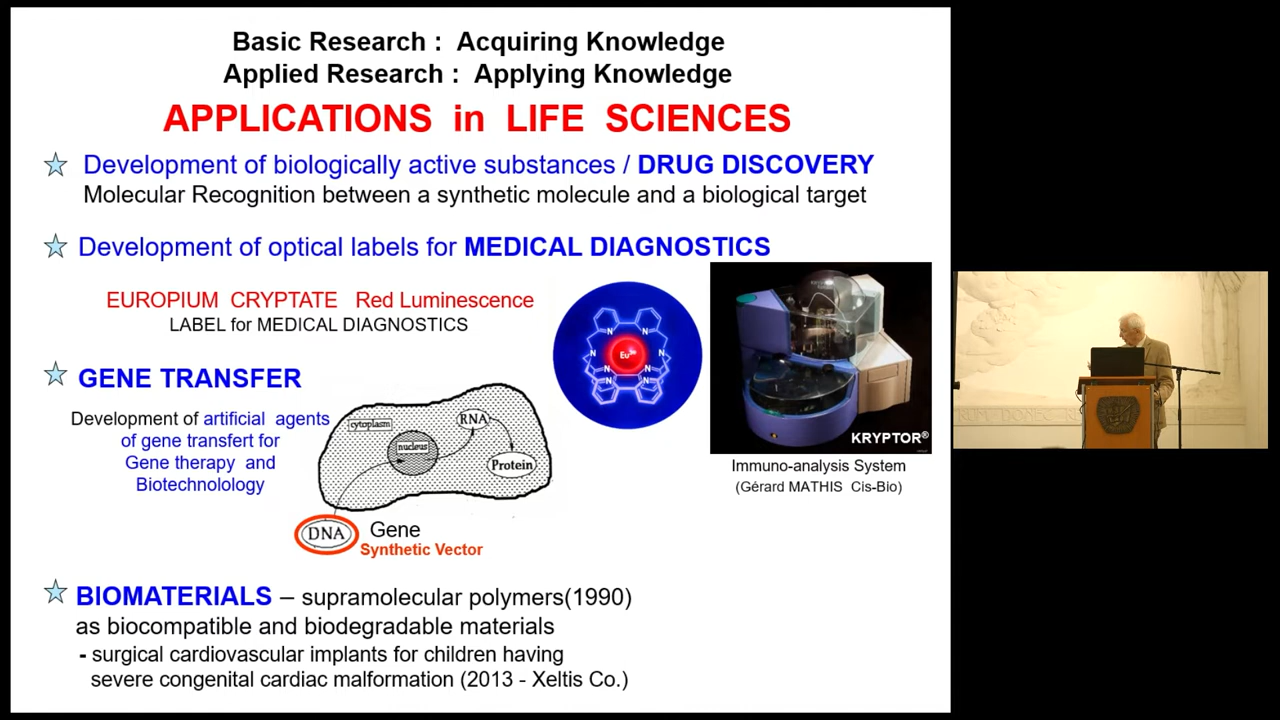 Basic Research : Acquiring Knowledge
Applied Research : Applying Knowledge
APPLICATIONS in LIFE SCIENCES
Development of biologically active substances / DRUG DISCOVERY
Molecular Recognition between a synthetic molecule and a biological target
Development of optical labels for MEDICAL DIAGNOSTICS
EUROPIUM CRYPTATE Red Luminescence
LABEL for MEDICAL DIAGNOSTICS
N N
N N
N N
N N
Eu³⁺
KRYPTOR®
Immuno-analysis System
(Gérard MATHIS Cis-Bio)
GENE TRANSFER
Development of artificial agents
of gene transfert for
Gene therapy and
Biotechnolology
cytoplasm
RNA
nucleus
Protein
DNA
Gene
Synthetic Vector
BIOMATERIALS – supramolecular polymers(1990)
as biocompatible and biodegradable materials
- surgical cardiovascular implants for children having
severe congenital cardiac malformation (2013 - Xeltis Co.)